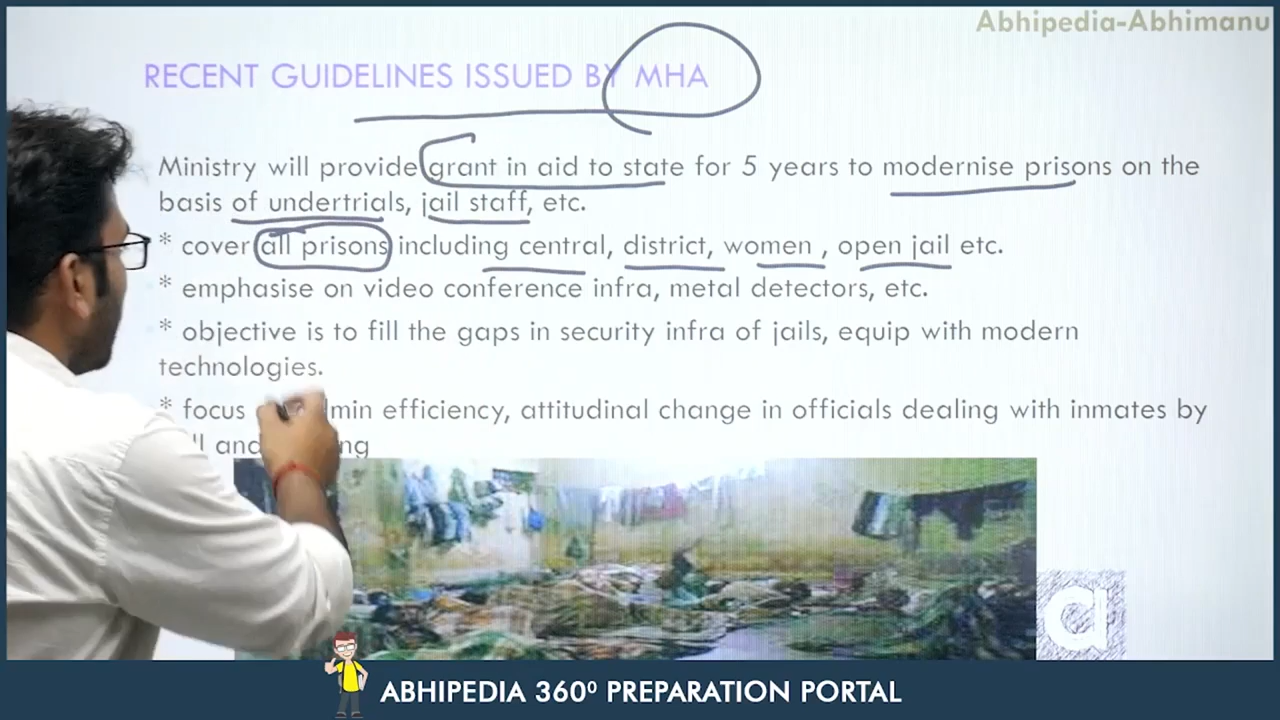 Abhipedia-Abhimanu
RECENT GUIDELINES ISSUED BY MHA
Ministry will provide grant in aid to state for 5 years to modernise prisons on the
basis of undertrials, jail staff, etc.
* cover all prisons including central, district, women , open jail etc.
* emphasise on video conference infra, metal detectors, etc.
* objective is to fill the gaps in security infra of jails, equip with modern
technologies.
* focus efficiency, attitudinal change in officials dealing with inmates by
and
a
ABHIPEDIA 360⁰ PREPARATION PORTAL